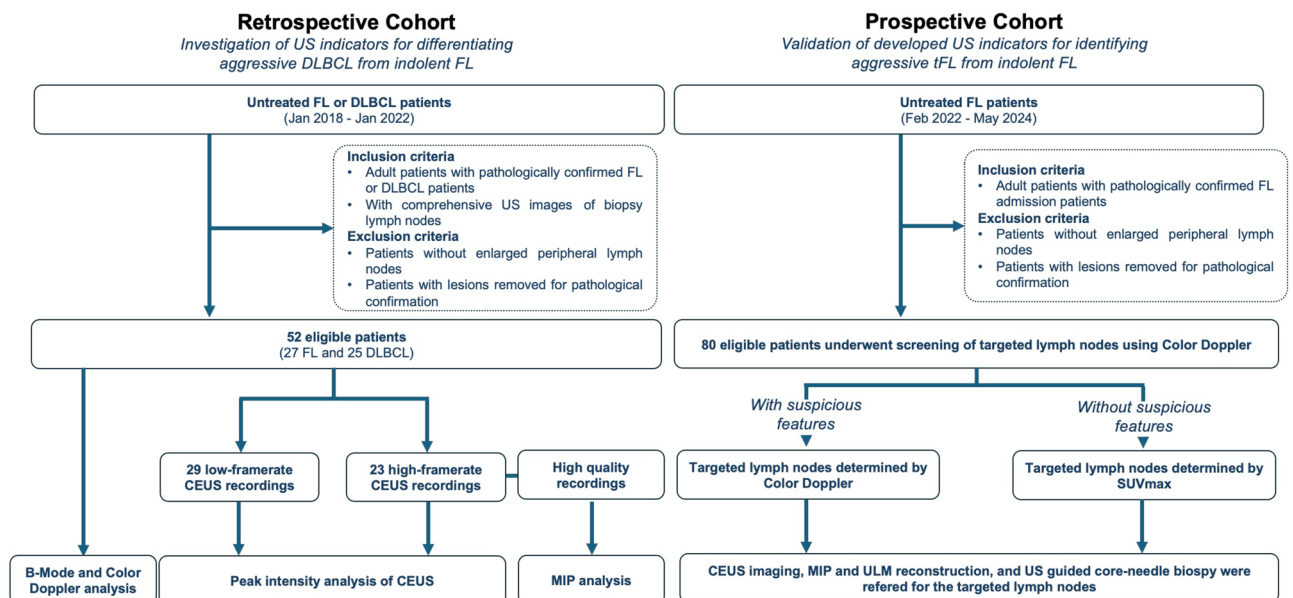 Retrospective Cohort
Investigation of US indicators for differentiating
aggressive DLBCL from indolent FL
Untreated FL or DLBCL patients
(Jan 2018 - Jan 2022)
Inclusion criteria
• Adult patients with pathologically confirmed FL
or DLBCL patients
• With comprehensive US images of biopsy
lymph nodes
Exclusion criteria
• Patients without enlarged peripheral lymph
nodes
• Patients with lesions removed for pathological
confirmation
52 eligible patients
(27 FL and 25 DLBCL)
29 low-framerate
CEUS recordings
23 high-framerate
CEUS recordings
High quality
recordings
B-Mode and Color
Doppler analysis
Peak intensity analysis of CEUS
MIP analysis
Prospective Cohort
Validation of developed US indicators for identifying
aggressive tFL from indolent FL
Untreated FL patients
(Feb 2022 - May 2024)
Inclusion criteria
• Adult patients with pathologically confirmed FL
admission patients
Exclusion criteria
• Patients without enlarged peripheral lymph
nodes
• Patients with lesions removed for pathological
confirmation
80 eligible patients underwent screening of targeted lymph nodes using Color Doppler
With suspicious
features
Without suspicious
features
Targeted lymph nodes determined by
Color Doppler
Targeted lymph nodes determined by
SUVmax
CEUS imaging, MIP and ULM reconstruction, and US guided core-needle biospy were
refered for the targeted lymph nodes